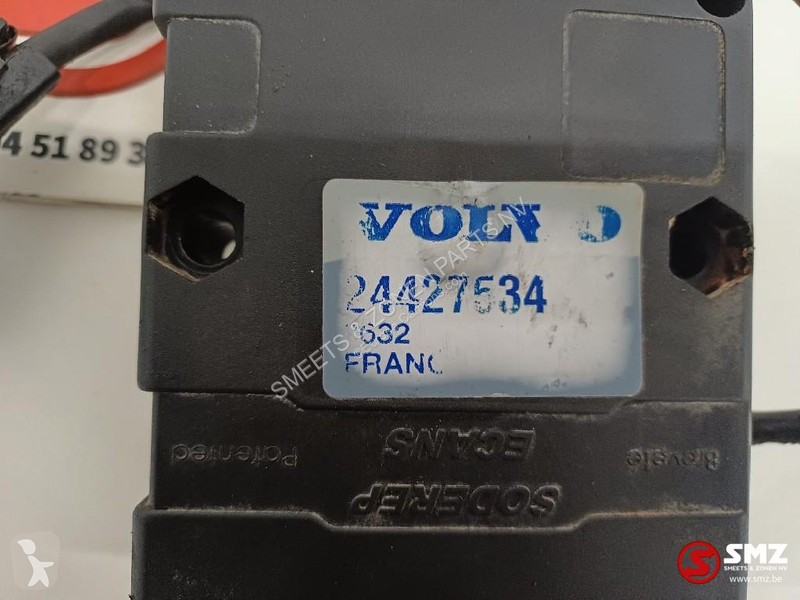 4 51 89 3
VOLVO
24427534
632
FRANC
SMEETS & ZONEN PARTS NV
Patented
ECANS
Brevete
SODEREP
SMZ
SMEETS & ZONEN NV
www.smz.be